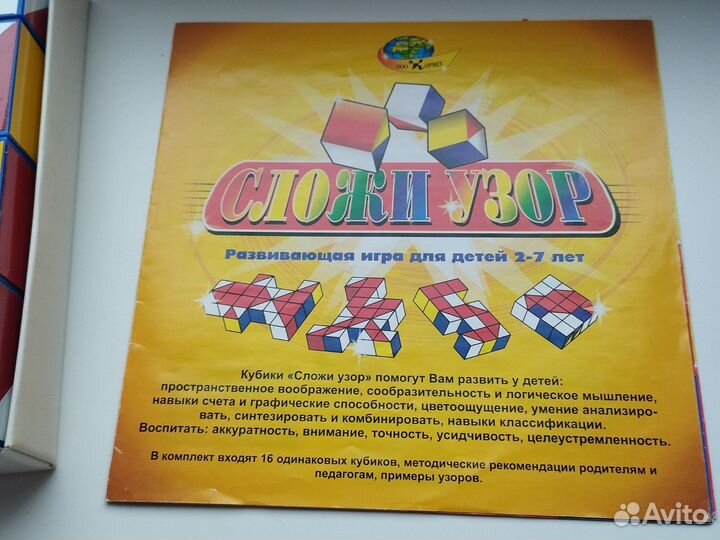 ООО КОРВЕТ
СЛОЖИ УЗОР
Развивающая игра для детей 2-7 лет
Кубики «Сложи узор» помогут Вам развить у детей:
пространственное воображение, сообразительность и логическое мышление,
навыки счета и графические способности, цветоощущение, умение анализиро-
вать, синтезировать и комбинировать, навыки классификации.
Воспитать: аккуратность, внимание, точность, усидчивость, целеустремленность.
В комплект входят 16 одинаковых кубиков, методические рекомендации родителям и
педагогам, примеры узоров.
Avito